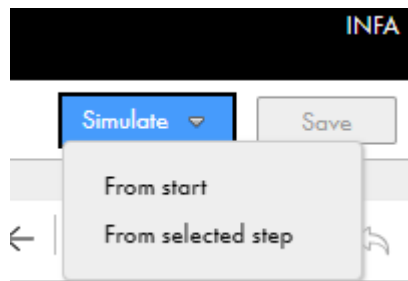 INFA
Simulate
Save
From start
From selected step